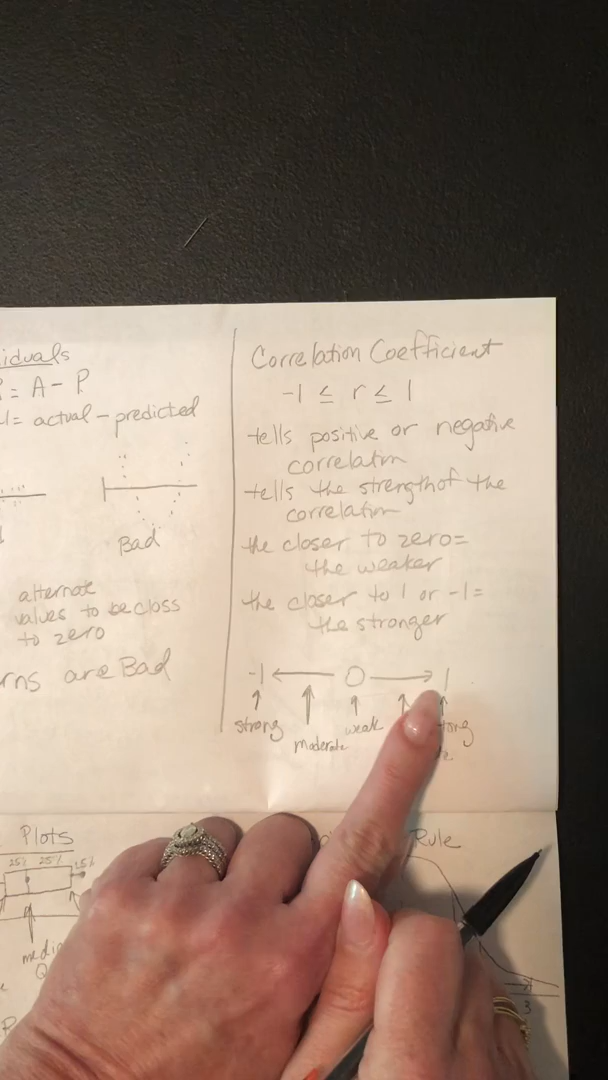 R = A - P
= actual - predicted
Bad
alternate
values to be close
to zero
are Bad
Correlation Coefficient
-1 ≤ r ≤ 1
tells positive or negative
correlation
tells the strength of the
correlation
the closer to zero =
the weaker
the closer to 1 or -1 =
the stronger
-1 0 1
strong moderate weak
Plots
25% 25% 25%
Rule
3